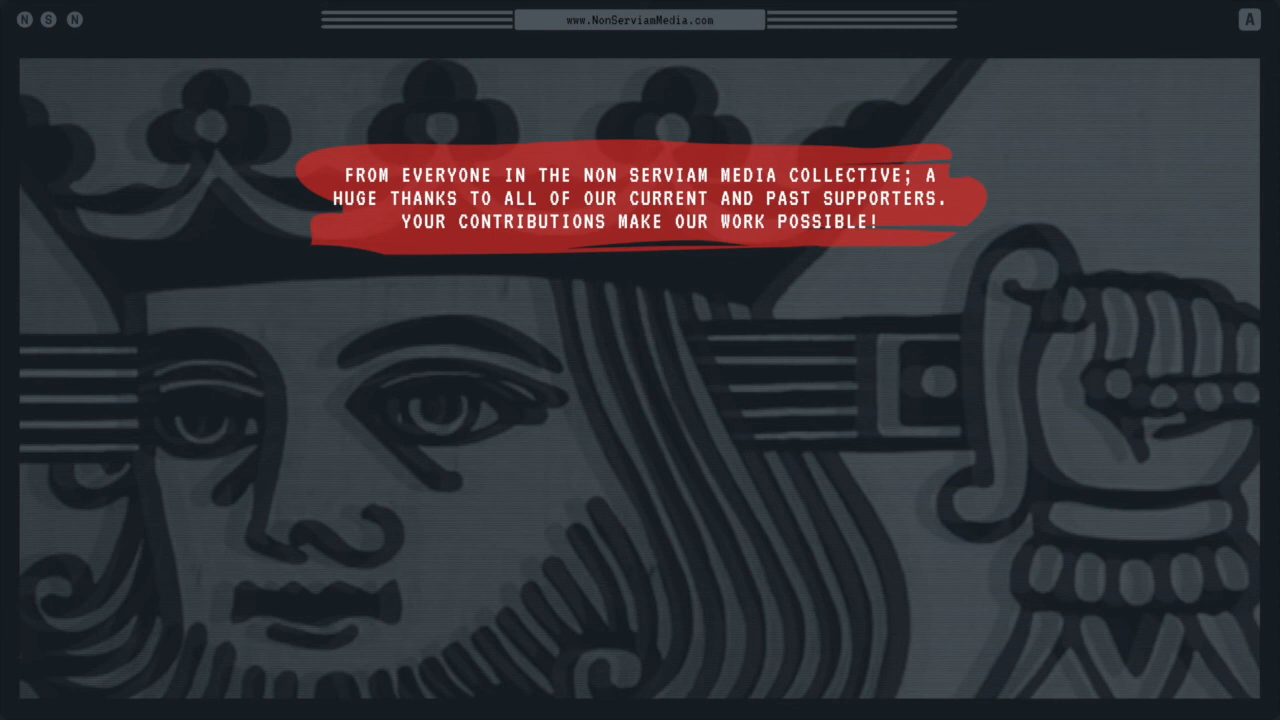 N S N
www.NonServiamMedia.com
A
FROM EVERYONE IN THE NON SERVIAM MEDIA COLLECTIVE; A
HUGE THANKS TO ALL OF OUR CURRENT AND PAST SUPPORTERS.
YOUR CONTRIBUTIONS MAKE OUR WORK POSSIBLE!